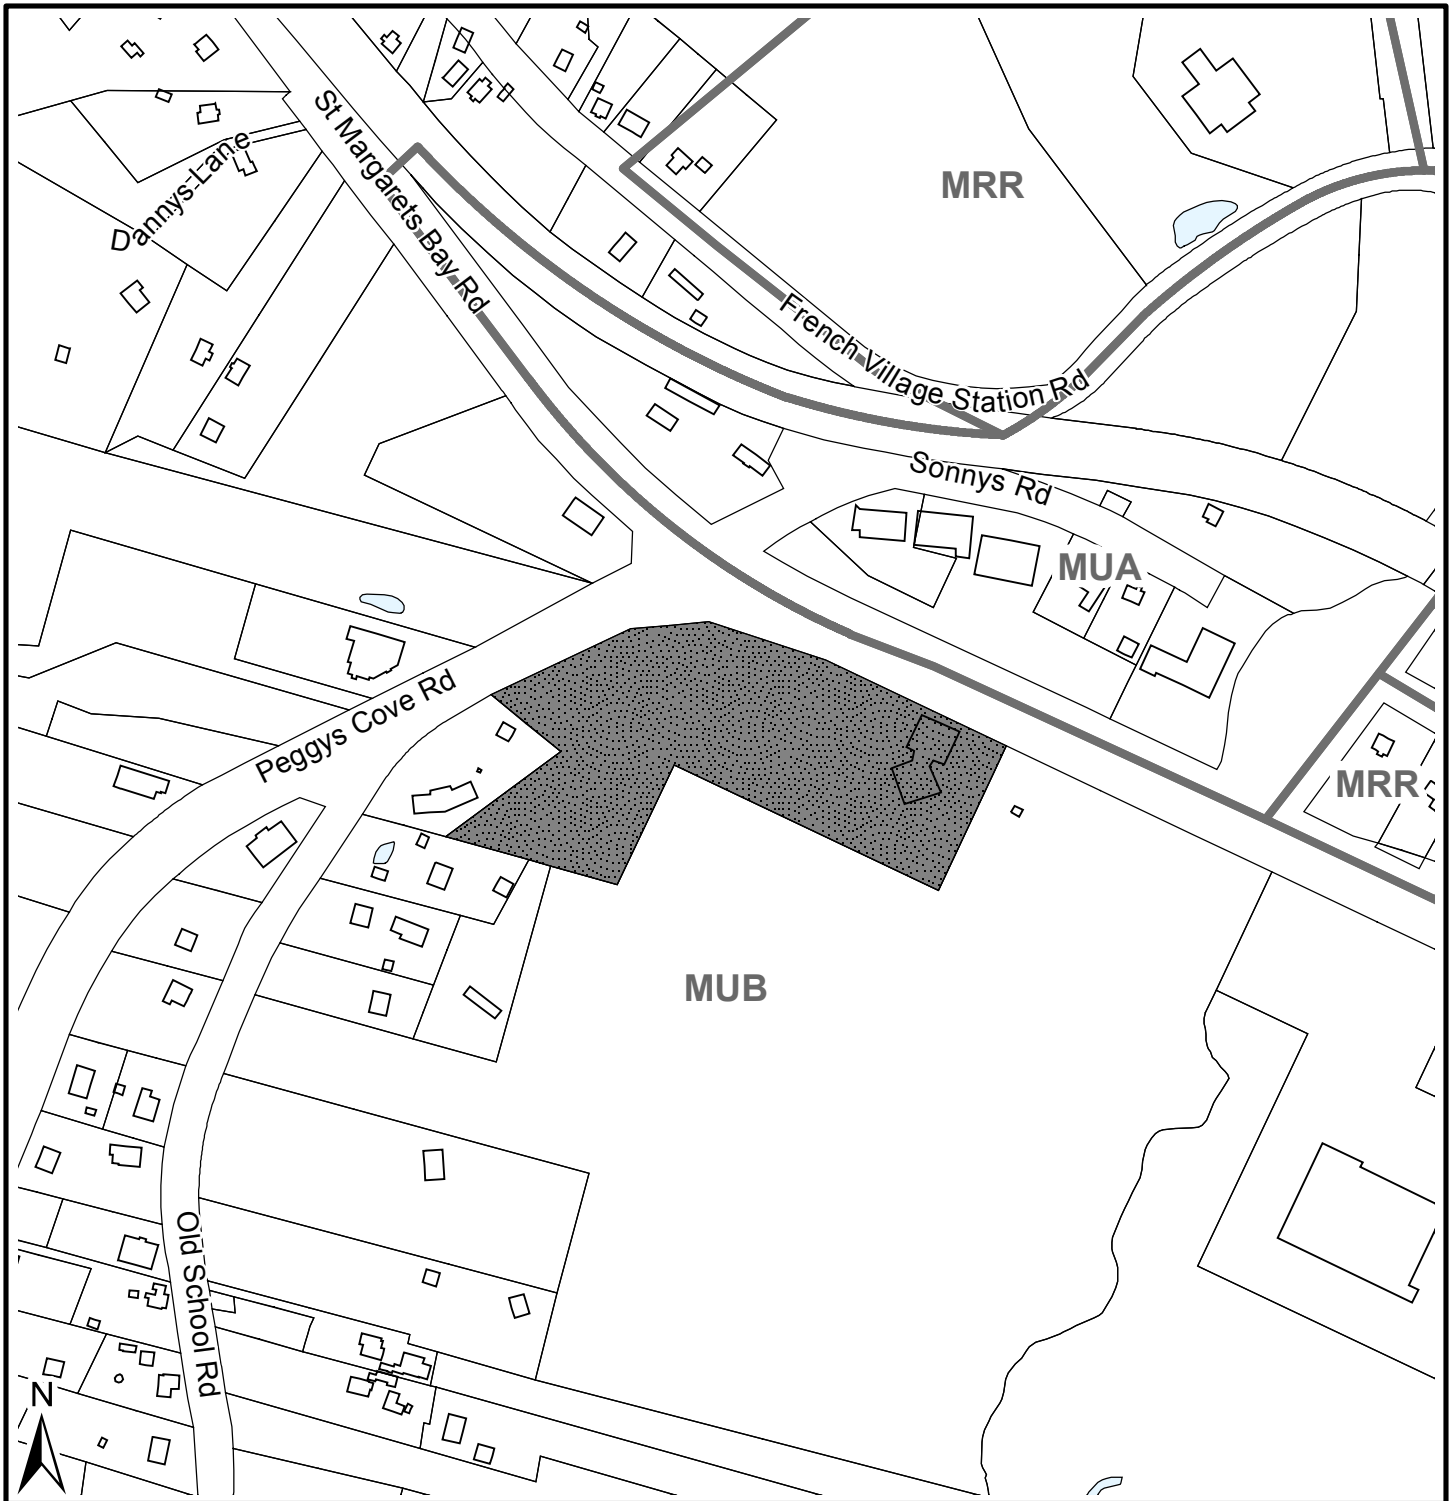 St Margarets Bay Rd
Dannys Lane
MRR
French Village Station Rd
Sonnys Rd
MUA
Peggys Cove Rd
MRR
MUB
Old School Rd
N